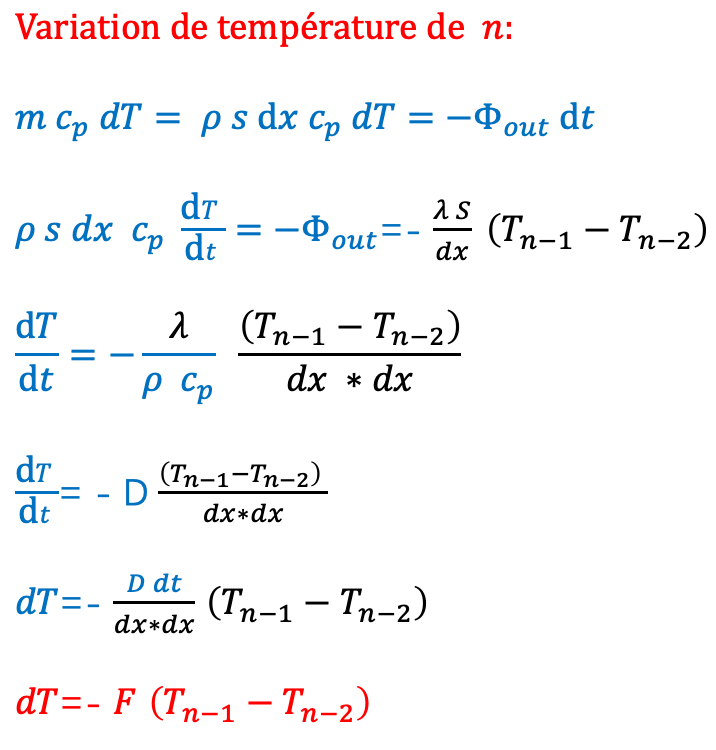 Variation de température de n:
m c_p dT = ρ s dx c_p dT = −Φ_out dt
ρ s dx c_p dT/dt = −Φ_out=- λ S/dx (T_{n−1} − T_{n−2})
dT/dt = − λ/(ρ c_p) (T_{n−1} − T_{n−2})/(dx * dx)
dT/dt= - D (T_{n−1}−T_{n−2})/(dx*dx)
dT=- D dt/(dx*dx) (T_{n−1} − T_{n−2})
dT=- F (T_{n−1} − T_{n−2})